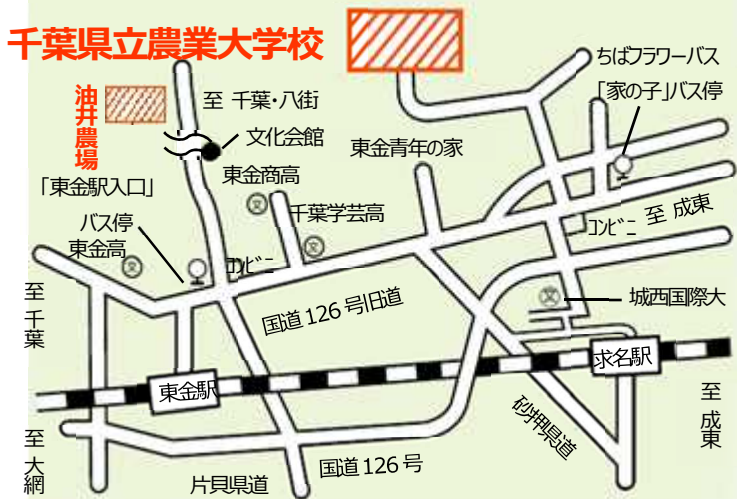 千葉県立農業大学校
油井農場
至 千葉・八街
文化会館
ちばフラワーバス
「家の子」バス停
東金青年の家
東金商高
「東金駅入口」
バス停
千葉学芸高
東金高
コンビニ
コンビニ
至 成東
至千葉
国道126号旧道
城西国際大
東金駅
求名駅
至成東
砂押県道
至大網
片貝県道
国道126号
文
文
文
文